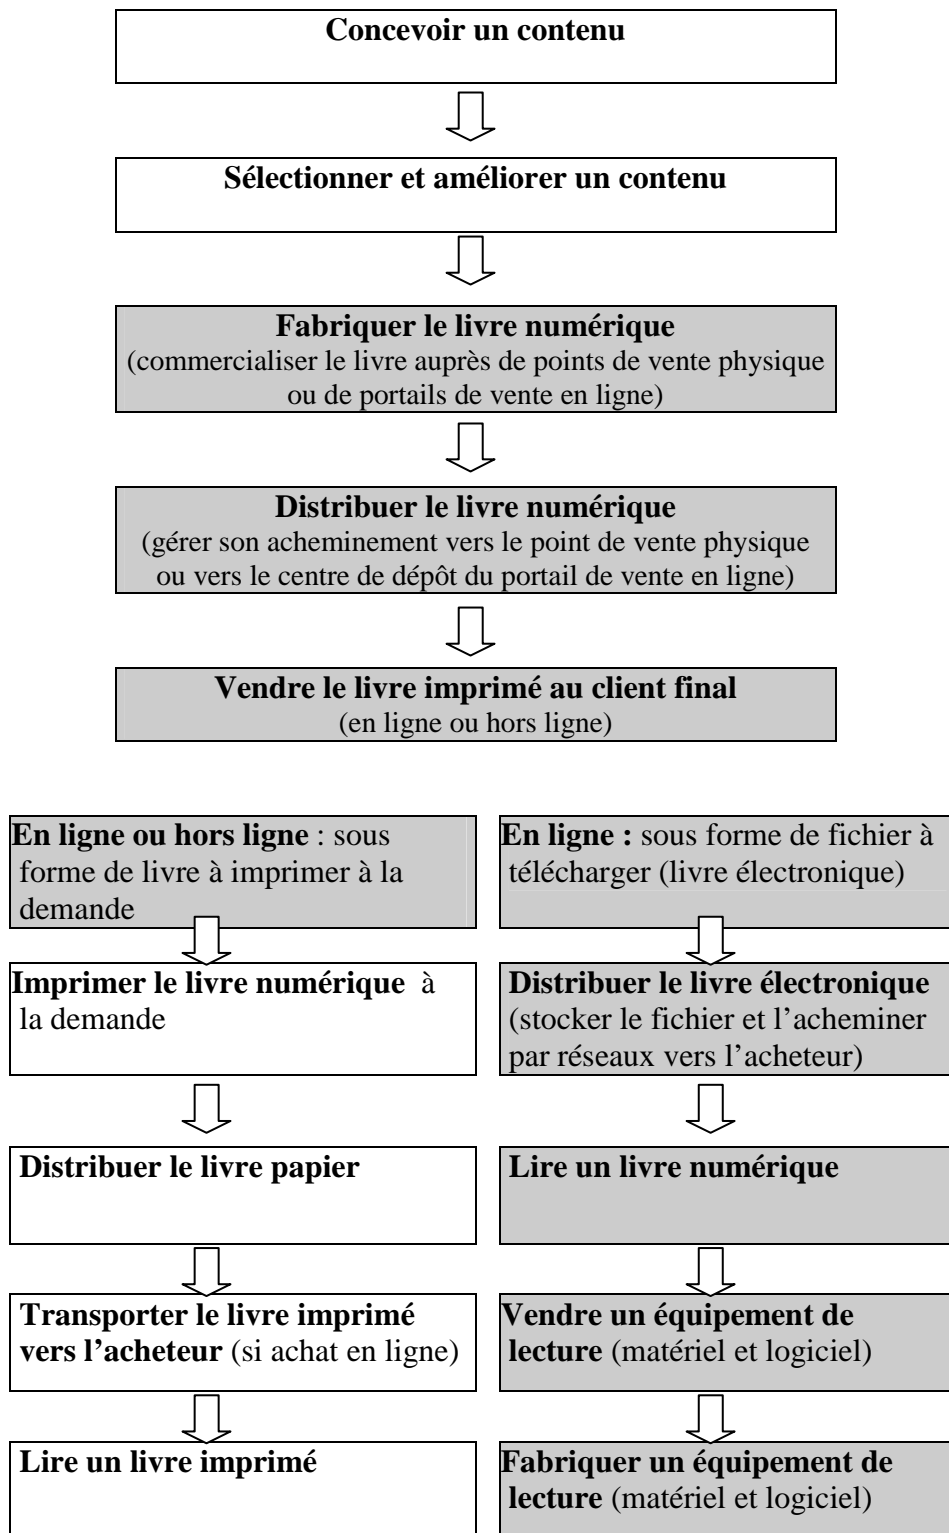 Concevoir un contenu
Sélectionner et améliorer un contenu
Fabriquer le livre numérique
(commercialiser le livre auprès de points de vente physique
ou de portails de vente en ligne)
Distribuer le livre numérique
(gérer son acheminement vers le point de vente physique
ou vers le centre de dépôt du portail de vente en ligne)
Vendre le livre imprimé au client final
(en ligne ou hors ligne)
En ligne ou hors ligne : sous
forme de livre à imprimer à la
demande
Imprimer le livre numérique à
la demande
Distribuer le livre papier
Transporter le livre imprimé
vers l’acheteur (si achat en ligne)
Lire un livre imprimé
En ligne : sous forme de fichier à
télécharger (livre électronique)
Distribuer le livre électronique
(stocker le fichier et l’acheminer
par réseaux vers l’acheteur)
Lire un livre numérique
Vendre un équipement de
lecture (matériel et logiciel)
Fabriquer un équipement de
lecture (matériel et logiciel)